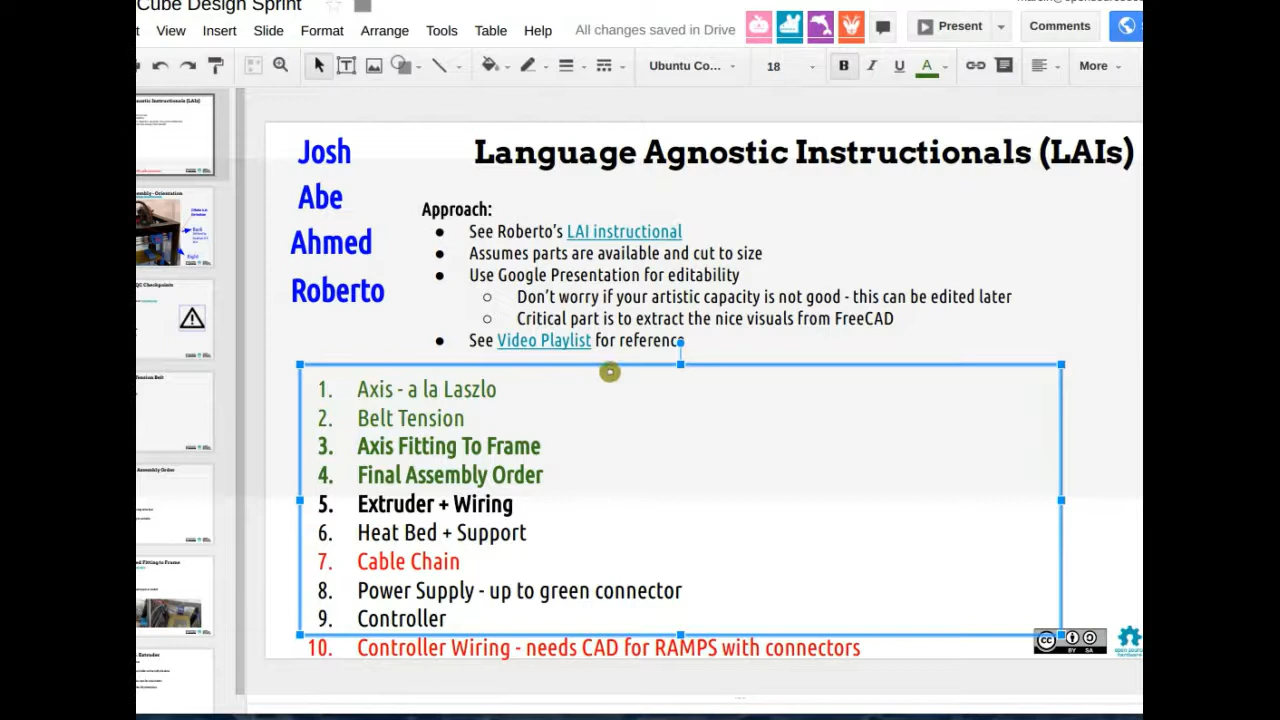 Cube Design Sprint
View Insert Slide Format Arrange Tools Table Help All changes saved in Drive Present Comments
Ubuntu Co... 18 B I U A More
Josh
Abe
Ahmed
Roberto
Language Agnostic Instructionals (LAIs)
Approach:
● See Roberto's LAI instructional
● Assumes parts are available and cut to size
● Use Google Presentation for editability
○ Don't worry if your artistic capacity is not good - this can be edited later
○ Critical part is to extract the nice visuals from FreeCAD
● See Video Playlist for reference
1. Axis - a la Laszlo
2. Belt Tension
3. Axis Fitting To Frame
4. Final Assembly Order
5. Extruder + Wiring
6. Heat Bed + Support
7. Cable Chain
8. Power Supply - up to green connector
9. Controller
10. Controller Wiring - needs CAD for RAMPS with connectors
CC BY SA